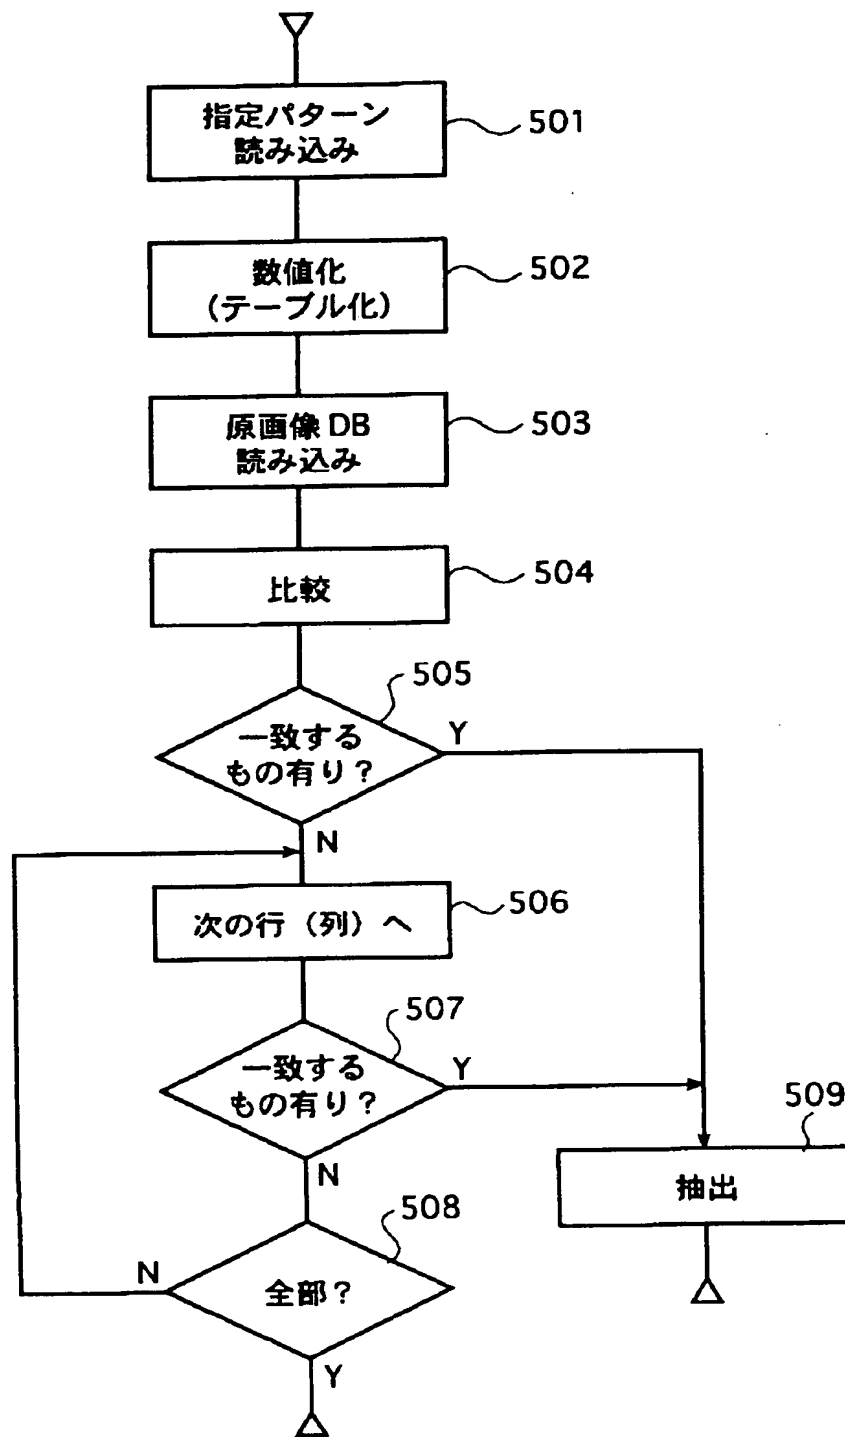 指定パターン
読み込み
501
数値化
(テーブル化)
502
原画像 DB
読み込み
503
比較
504
505
一致する
もの有り?
Y
N
次の行 (列) へ
506
507
一致する
もの有り?
Y
N
509
抽出
508
全部?
N
Y